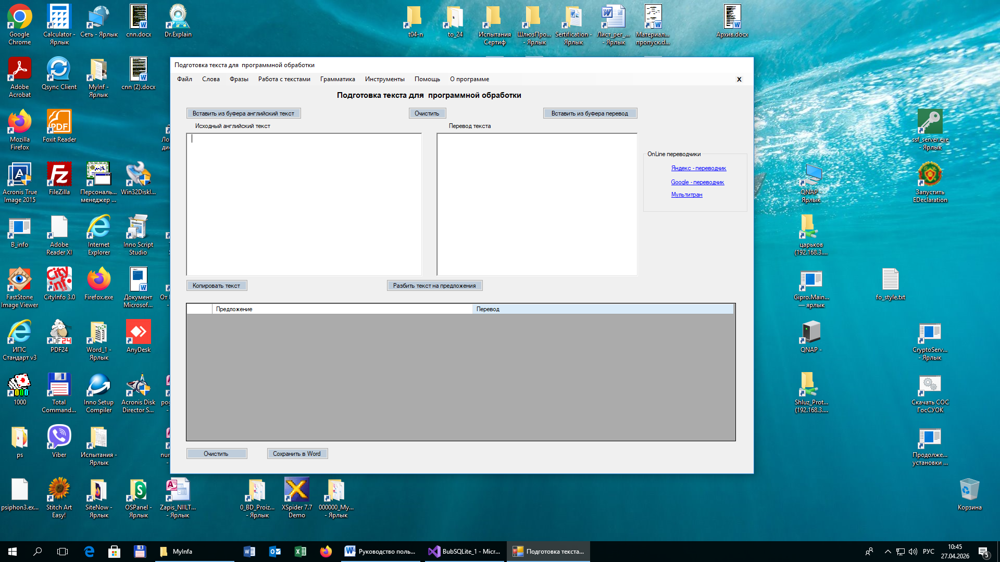 Google
Chrome
Calculator -
Ярлык
Сеть - Ярлык
cnn.docx
Dr.Explain
t04-n
to_24
Испытания
Сертиф
ШлюзПро...
- Ярлык
Sertification -
Ярлык
Лист_рег_...
- Ярлык
Материал...
пропуск.d...
Архив.docx
Adobe
Acrobat
Qsync Client
MyInf -
Ярлык
cnn (2).docx
Mozilla
Firefox
Foxit Reader
Acronis True
Image 2015
FileZilla
Персональ...
менеджер ...
Win32DiskI...
B_info
Adobe
Reader XI
Internet
Explorer
Inno Script
Studio
FastStone
Image Viewer
CityInfo 3.0
Firefox.exe
Документ
Microsof...
ИПС
Стандарт v3
PDF24
Word_1 -
Ярлык
AnyDesk
1000
Total
Command...
Inno Setup
Compiler
Acronis Disk
Director S...
ps
Viber
Испытания -
Ярлык
psiphon3.ex...
Stitch Art
Easy!
SiteNow -
Ярлык
OSPanel -
Ярлык
Zapis_NIILT...
- Ярлык
0_BD_Proiz...
- Ярлык
XSpider 7.7
Demo
000000_My...
- Ярлык
Подготовка текста для  программной обработки
Файл Слова Фразы Работа с текстами Грамматика Инструменты Помощь О программе x
Подготовка текста для  программной обработки
Вставить из буфера английский текст Очистить Вставить из буфера перевод
Исходный английский текст Перевод текста
OnLine переводчики
Яндекс - переводчик
Google - переводчик
Мультитран
Копировать текст Разбить текст на предложения
Предложение Перевод
Очистить Сохранить в Word
ssf_server.exe
- Ярлык
QNAP
Ярлык
Запустить
EDeclaration
царьков
(192.168.3....
Gipro.Main...
— ярлык
fo_style.txt
QNAP -
CryptoServ...
- Ярлык
Shluz_Prot...
(192.168.3....
Скачать СОС
ГосСУОК
Продолже...
установки ...
Корзина
MyInfa
Руководство поль...
BubSQLite_1 - Micr...
Подготовка текста...
РУС
10:45
27.04.2026
5